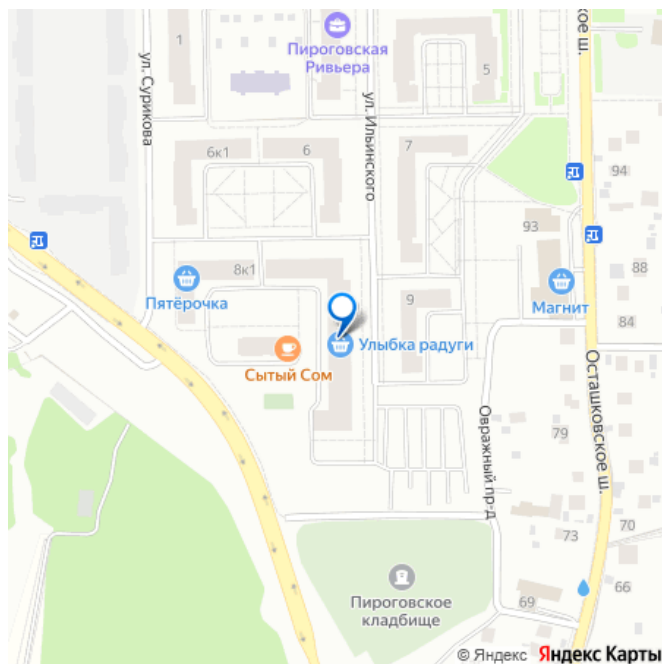 Пироговская
Ривьера
кое ш.
1
5
ул. Сурикова
ул. Ильинского
6к1
6
7
94
93
8к1
Пятёрочка
9
88
Магнит
84
Улыбка радуги
Сытый Сом
Осташковское ш.
Овражный пр-д
79
73
70
66
69
Пироговское
кладбище
© Яндекс Яндекс Карты